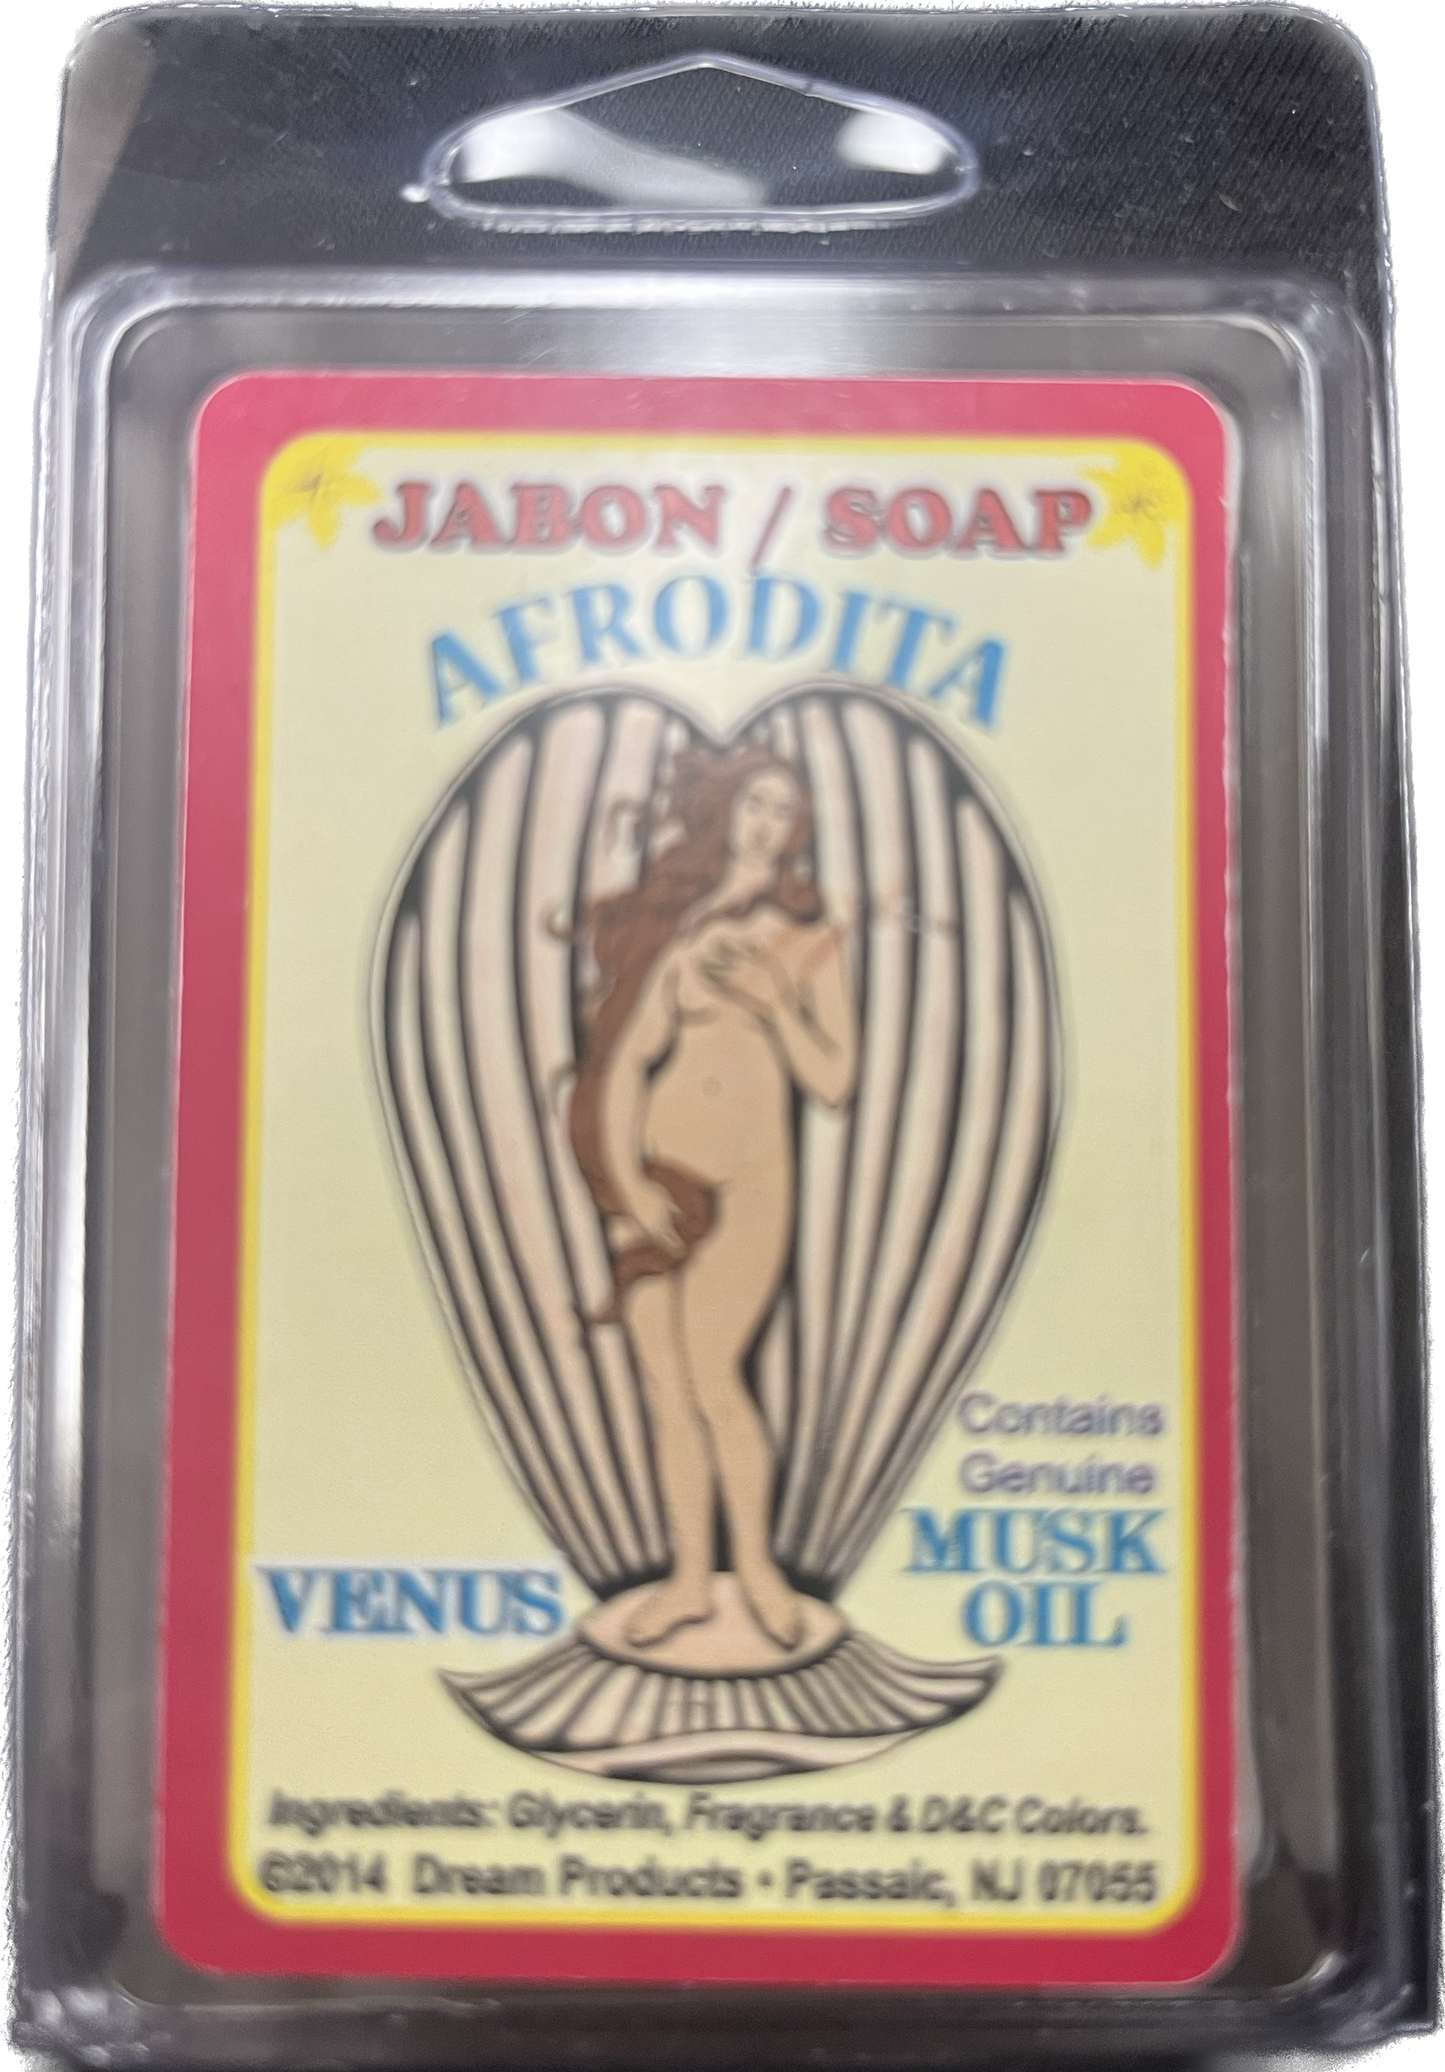 JABON / SOAP
AFRODITA
Contains
Genuine
MUSK
OIL
VENUS
Ingredients: Glycerin, Fragrance & D&C Colors.
©2014 Dream Products • Passaic, NJ 07055